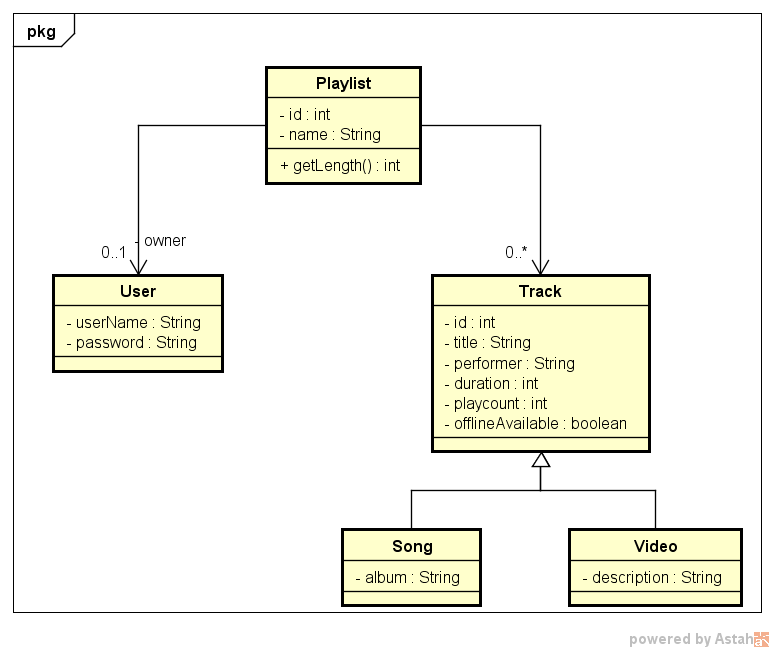 pkg
Playlist
- id : int
- name : String
+ getLength() : int
- owner
0..1
0..*
User
- userName : String
- password : String
Track
- id : int
- title : String
- performer : String
- duration : int
- playcount : int
- offlineAvailable : boolean
Song
- album : String
Video
- description : String
powered by Astah